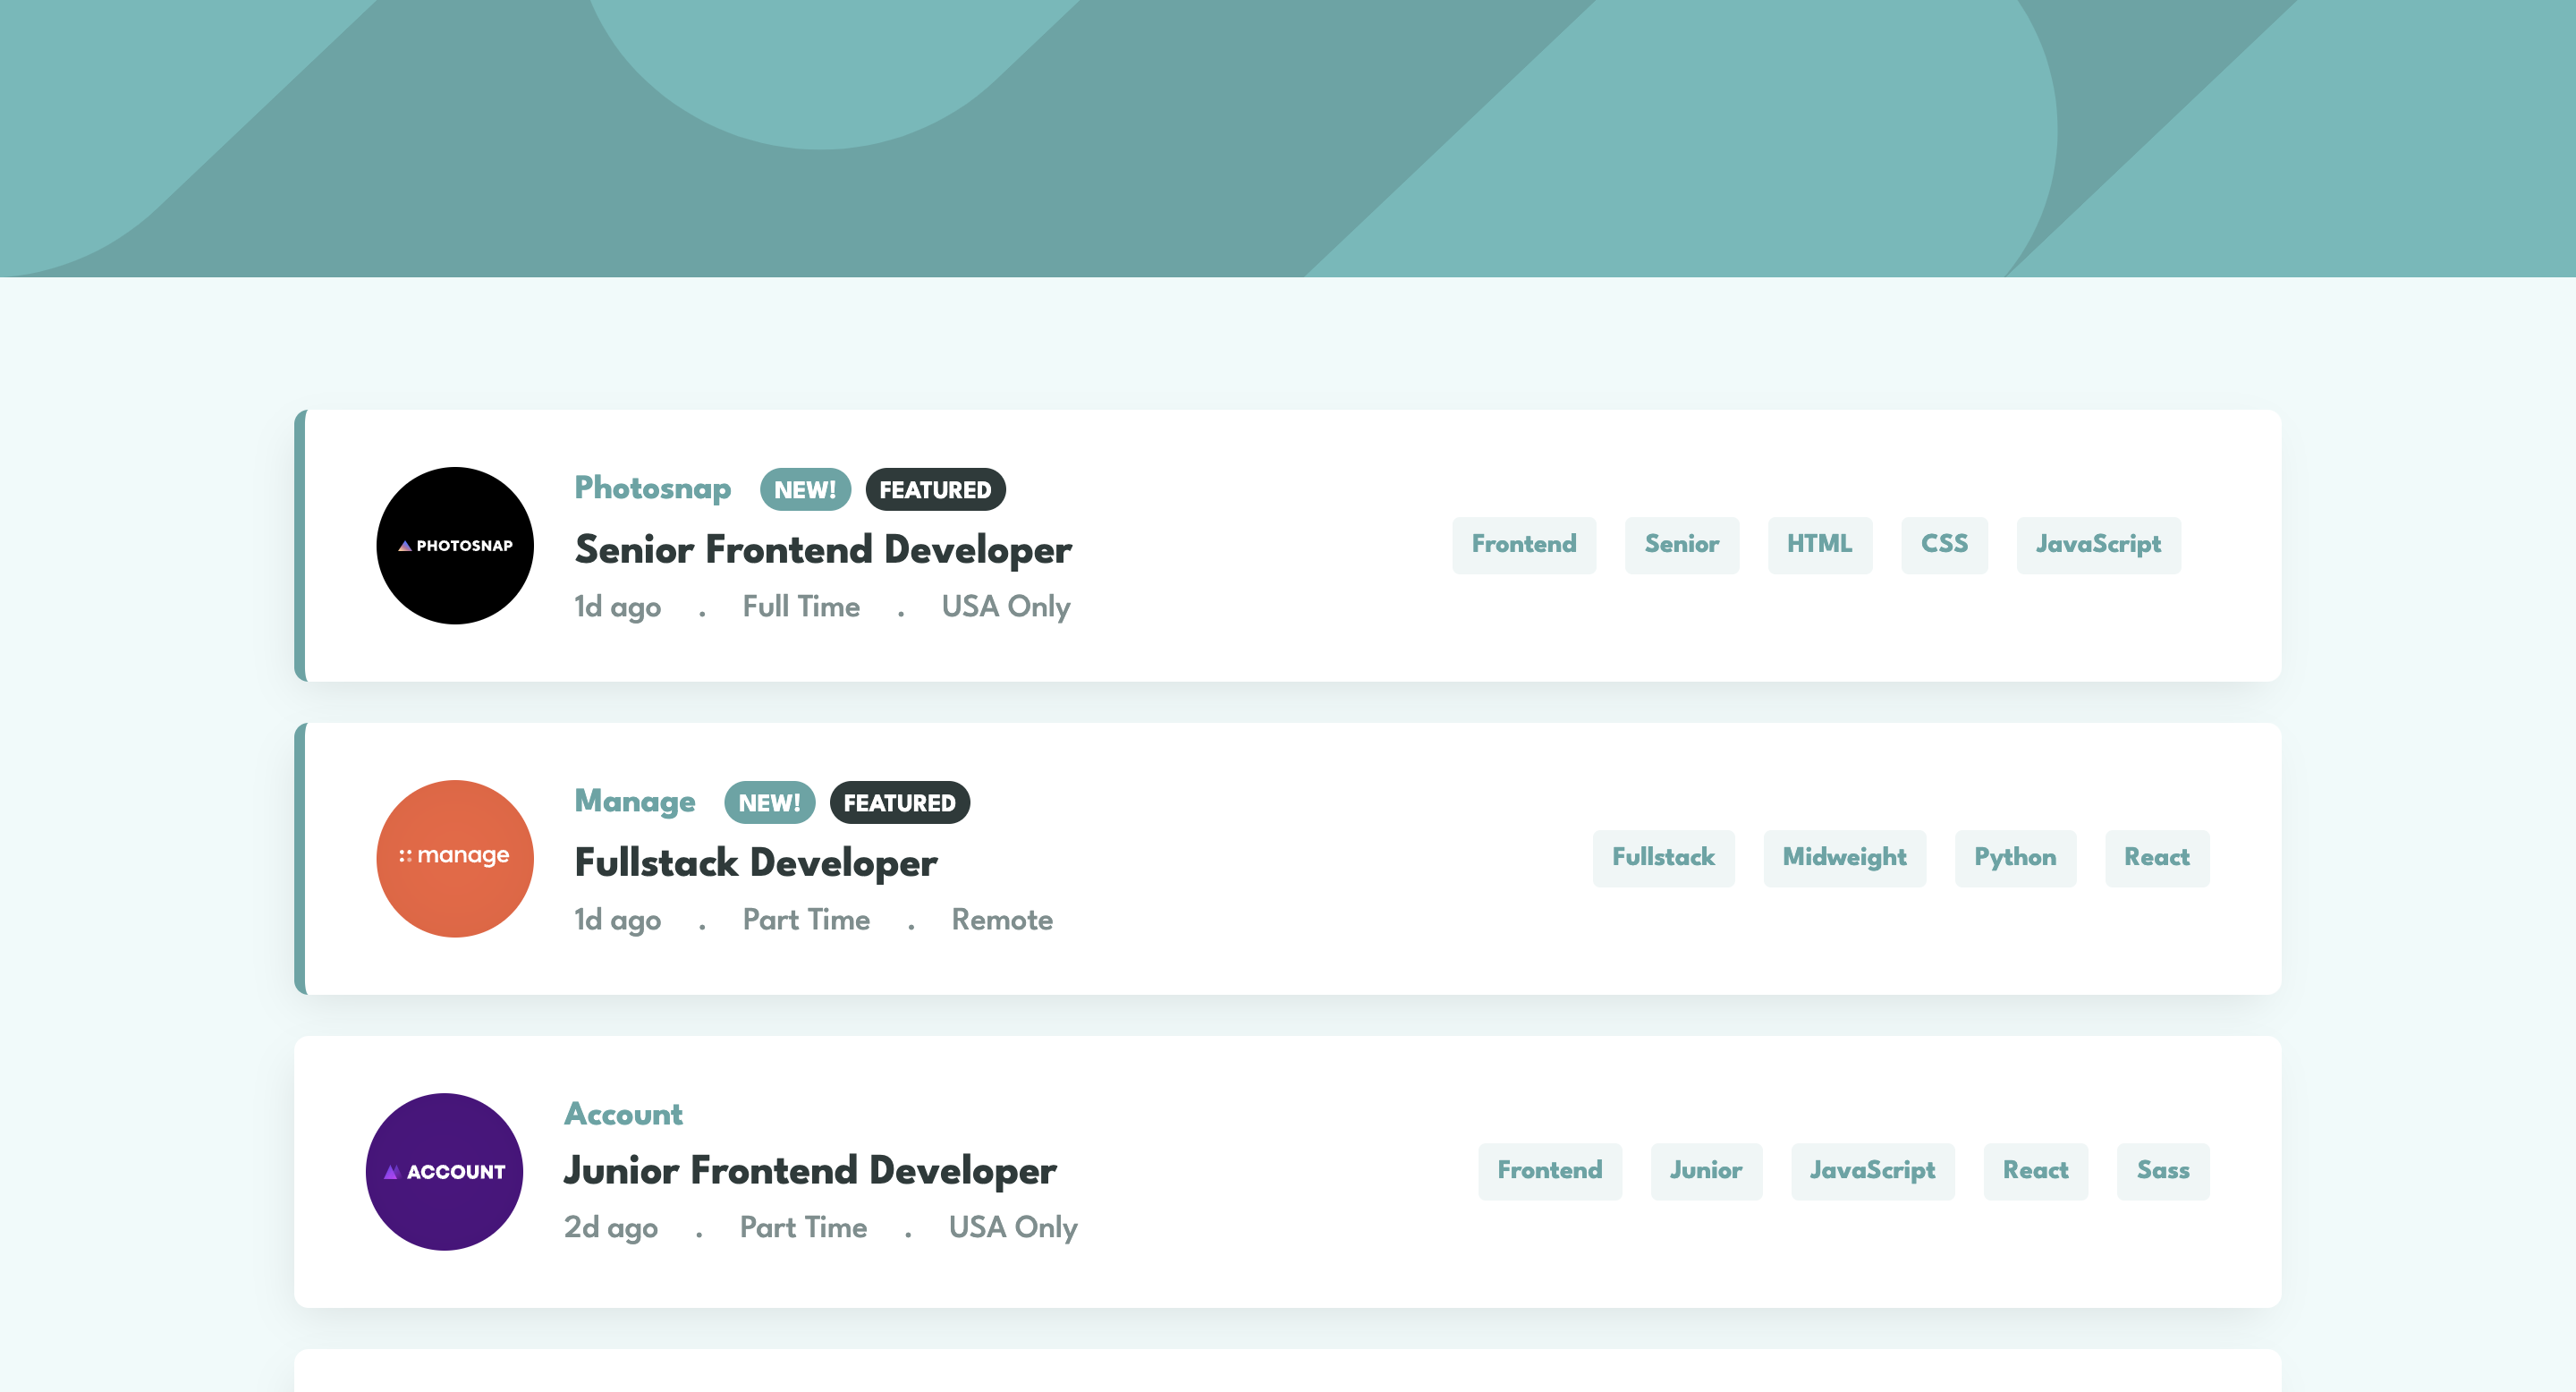 PHOTOSNAP
Photosnap NEW! FEATURED
Senior Frontend Developer
1d ago . Full Time . USA Only
Frontend Senior HTML CSS JavaScript
manage
Manage NEW! FEATURED
Fullstack Developer
1d ago . Part Time . Remote
Fullstack Midweight Python React
ACCOUNT
Account
Junior Frontend Developer
2d ago . Part Time . USA Only
Frontend Junior JavaScript React Sass